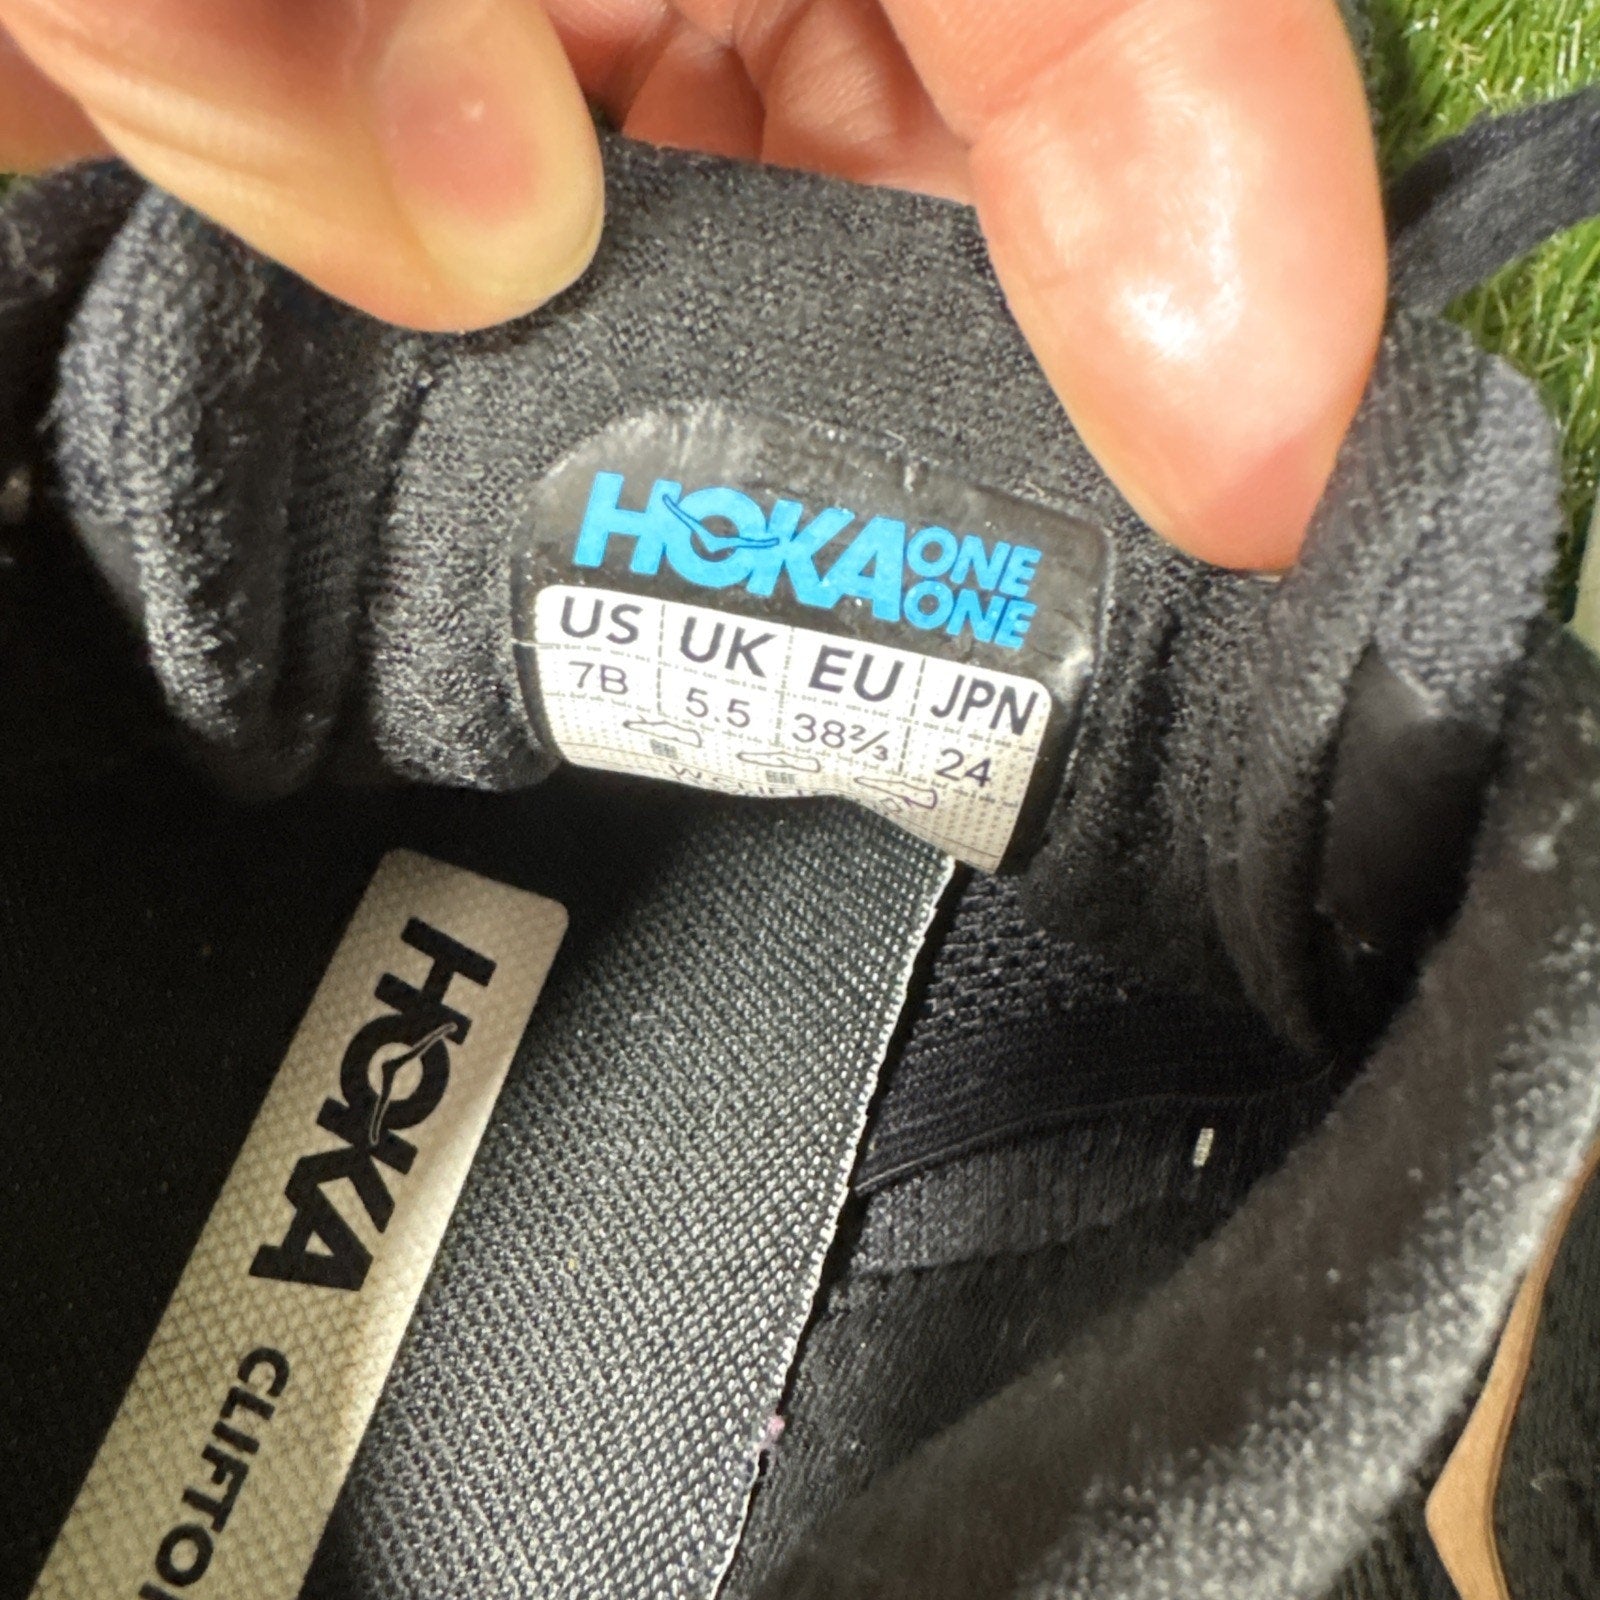 HOKA ONE ONE
US UK EU JPN
7B 5.5 38⅔ 24
HOKA CLIFTO